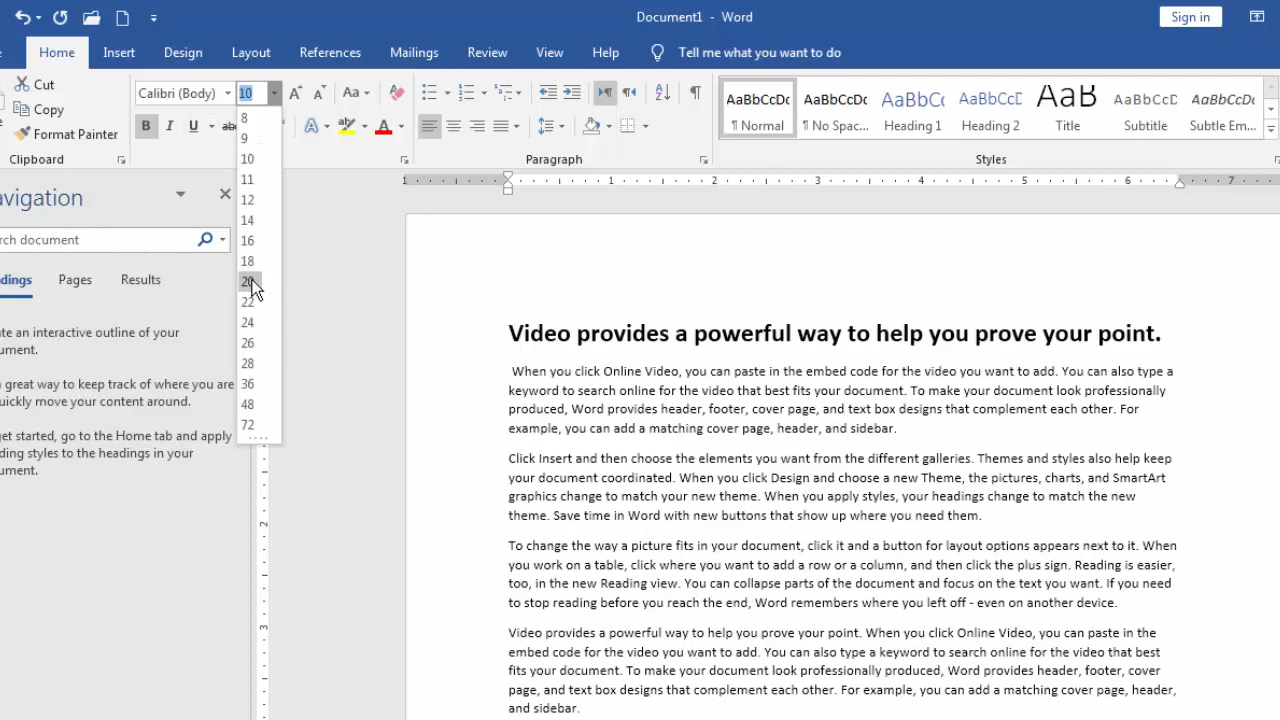 Document1 - Word
Sign in
Home Insert Design Layout References Mailings Review View Help Tell me what you want to do
Cut
Copy
Format Painter
Clipboard
Calibri (Body) 10
Aa
B I U abc A ab A
8
9
10
11
12
14
16
18
20
22
24
26
28
36
48
72
Paragraph
AaBbCcDc AaBbCcDc AaBbCc AaBbCcD AaB AaBbCcD AaBbCcDc
¶ Normal ¶ No Spac... Heading 1 Heading 2 Title Subtitle Subtle Em...
Styles
avigation
rch document
dings Pages Results
ate an interactive outline of your
ument.
great way to keep track of where you are
uickly move your content around.
get started, go to the Home tab and apply
ding styles to the headings in your
ument.
1 1 2 3 4 5 6 7
2
3
Video provides a powerful way to help you prove your point.
When you click Online Video, you can paste in the embed code for the video you want to add. You can also type a
keyword to search online for the video that best fits your document. To make your document look professionally
produced, Word provides header, footer, cover page, and text box designs that complement each other. For
example, you can add a matching cover page, header, and sidebar.
Click Insert and then choose the elements you want from the different galleries. Themes and styles also help keep
your document coordinated. When you click Design and choose a new Theme, the pictures, charts, and SmartArt
graphics change to match your new theme. When you apply styles, your headings change to match the new
theme. Save time in Word with new buttons that show up where you need them.
To change the way a picture fits in your document, click it and a button for layout options appears next to it. When
you work on a table, click where you want to add a row or a column, and then click the plus sign. Reading is easier,
too, in the new Reading view. You can collapse parts of the document and focus on the text you want. If you need
to stop reading before you reach the end, Word remembers where you left off - even on another device.
Video provides a powerful way to help you prove your point. When you click Online Video, you can paste in the
embed code for the video you want to add. You can also type a keyword to search online for the video that best
fits your document. To make your document look professionally produced, Word provides header, footer, cover
page, and text box designs that complement each other. For example, you can add a matching cover page, header,
and sidebar.